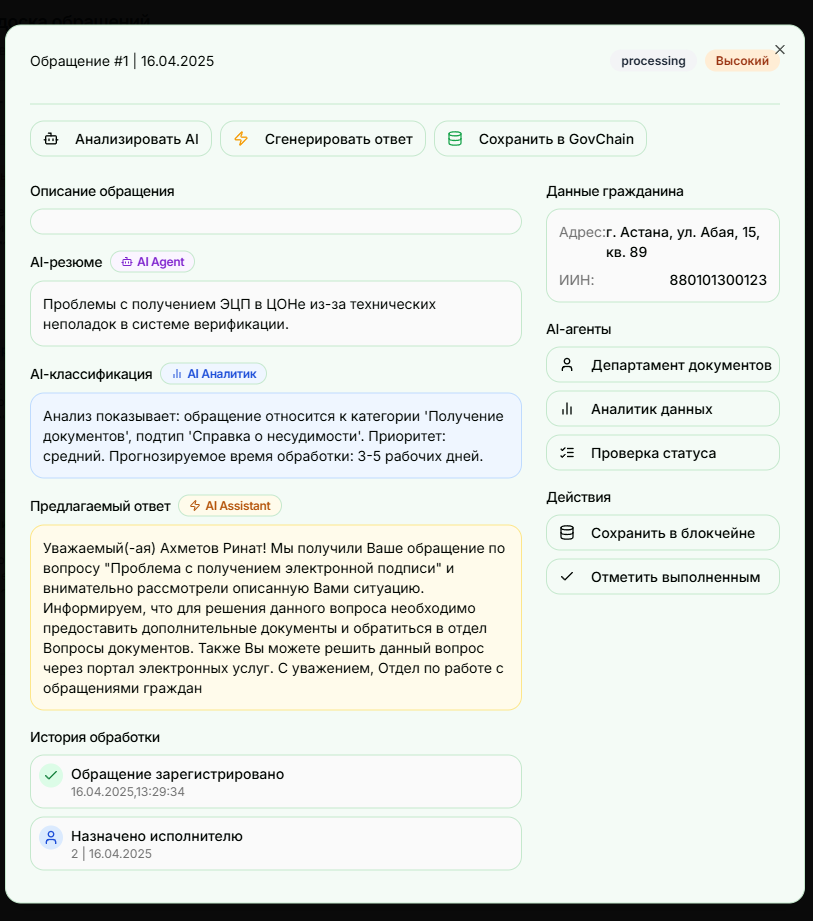 доска обращений
Обращение #1 | 16.04.2025
processing
Высокий
Анализировать AI
Сгенерировать ответ
Сохранить в GovChain
Описание обращения
AI-резюме
AI Agent
Проблемы с получением ЭЦП в ЦОНе из-за технических
неполадок в системе верификации.
AI-классификация
AI Аналитик
Анализ показывает: обращение относится к категории 'Получение
документов', подтип 'Справка о несудимости'. Приоритет:
средний. Прогнозируемое время обработки: 3-5 рабочих дней.
Предлагаемый ответ
AI Assistant
Уважаемый(-ая) Ахметов Ринат! Мы получили Ваше обращение по
вопросу "Проблема с получением электронной подписи" и
внимательно рассмотрели описанную Вами ситуацию.
Информируем, что для решения данного вопроса необходимо
предоставить дополнительные документы и обратиться в отдел
Вопросы документов. Также Вы можете решить данный вопрос
через портал электронных услуг. С уважением, Отдел по работе с
обращениями граждан
История обработки
Обращение зарегистрировано
16.04.2025,13:29:34
Назначено исполнителю
2 | 16.04.2025
Данные гражданина
Адрес: г. Астана, ул. Абая, 15,
кв. 89
ИИН: 880101300123
AI-агенты
Департамент документов
Аналитик данных
Проверка статуса
Действия
Сохранить в блокчейне
Отметить выполненным